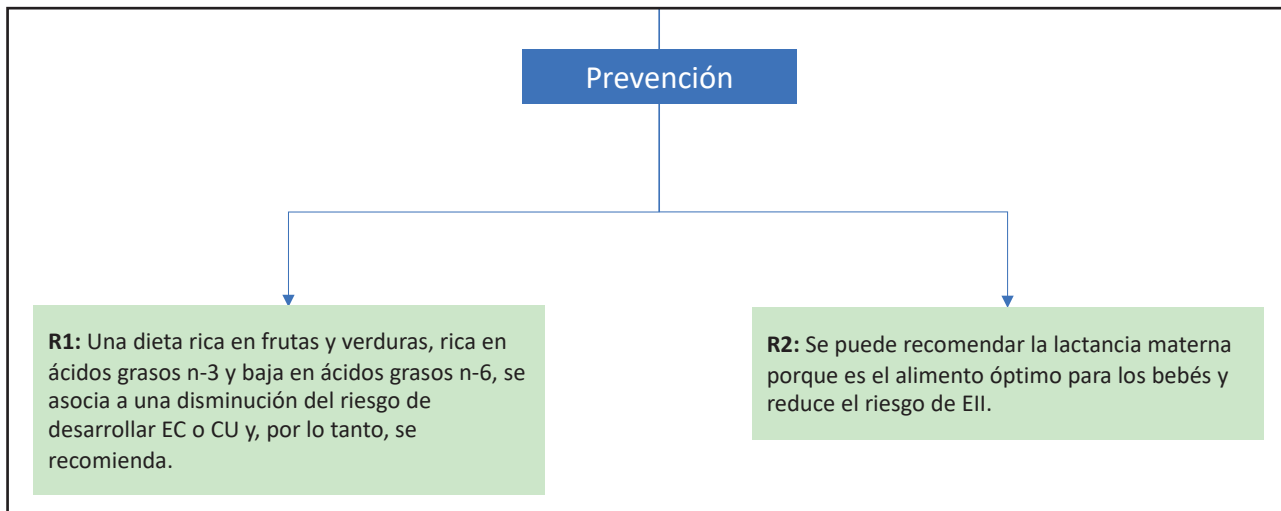 Prevención
R1: Una dieta rica en frutas y verduras, rica en
ácidos grasos n-3 y baja en ácidos grasos n-6, se
asocia a una disminución del riesgo de
desarrollar EC o CU y, por lo tanto, se
recomienda.
R2: Se puede recomendar la lactancia materna
porque es el alimento óptimo para los bebés y
reduce el riesgo de EII.